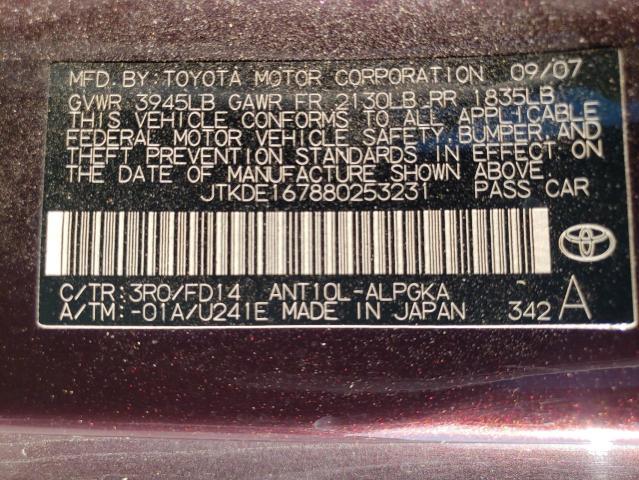 MFD. BY: TOYOTA MOTOR CORPORATION 09/07
GVWR 3945LB GAWR FR 2130LB RR 1835LB
THIS VEHICLE CONFORMS TO ALL APPLICABLE
FEDERAL MOTOR VEHICLE SAFETY, BUMPER, AND
THEFT PREVENTION STANDARDS IN EFFECT ON
THE DATE OF MANUFACTURE SHOWN ABOVE.
JTKDE167880253231 PASS CAR
C/TR: 3R0/FD14 ANT10L-ALPGKA
A/TM: -01A/U241E MADE IN JAPAN 342 A